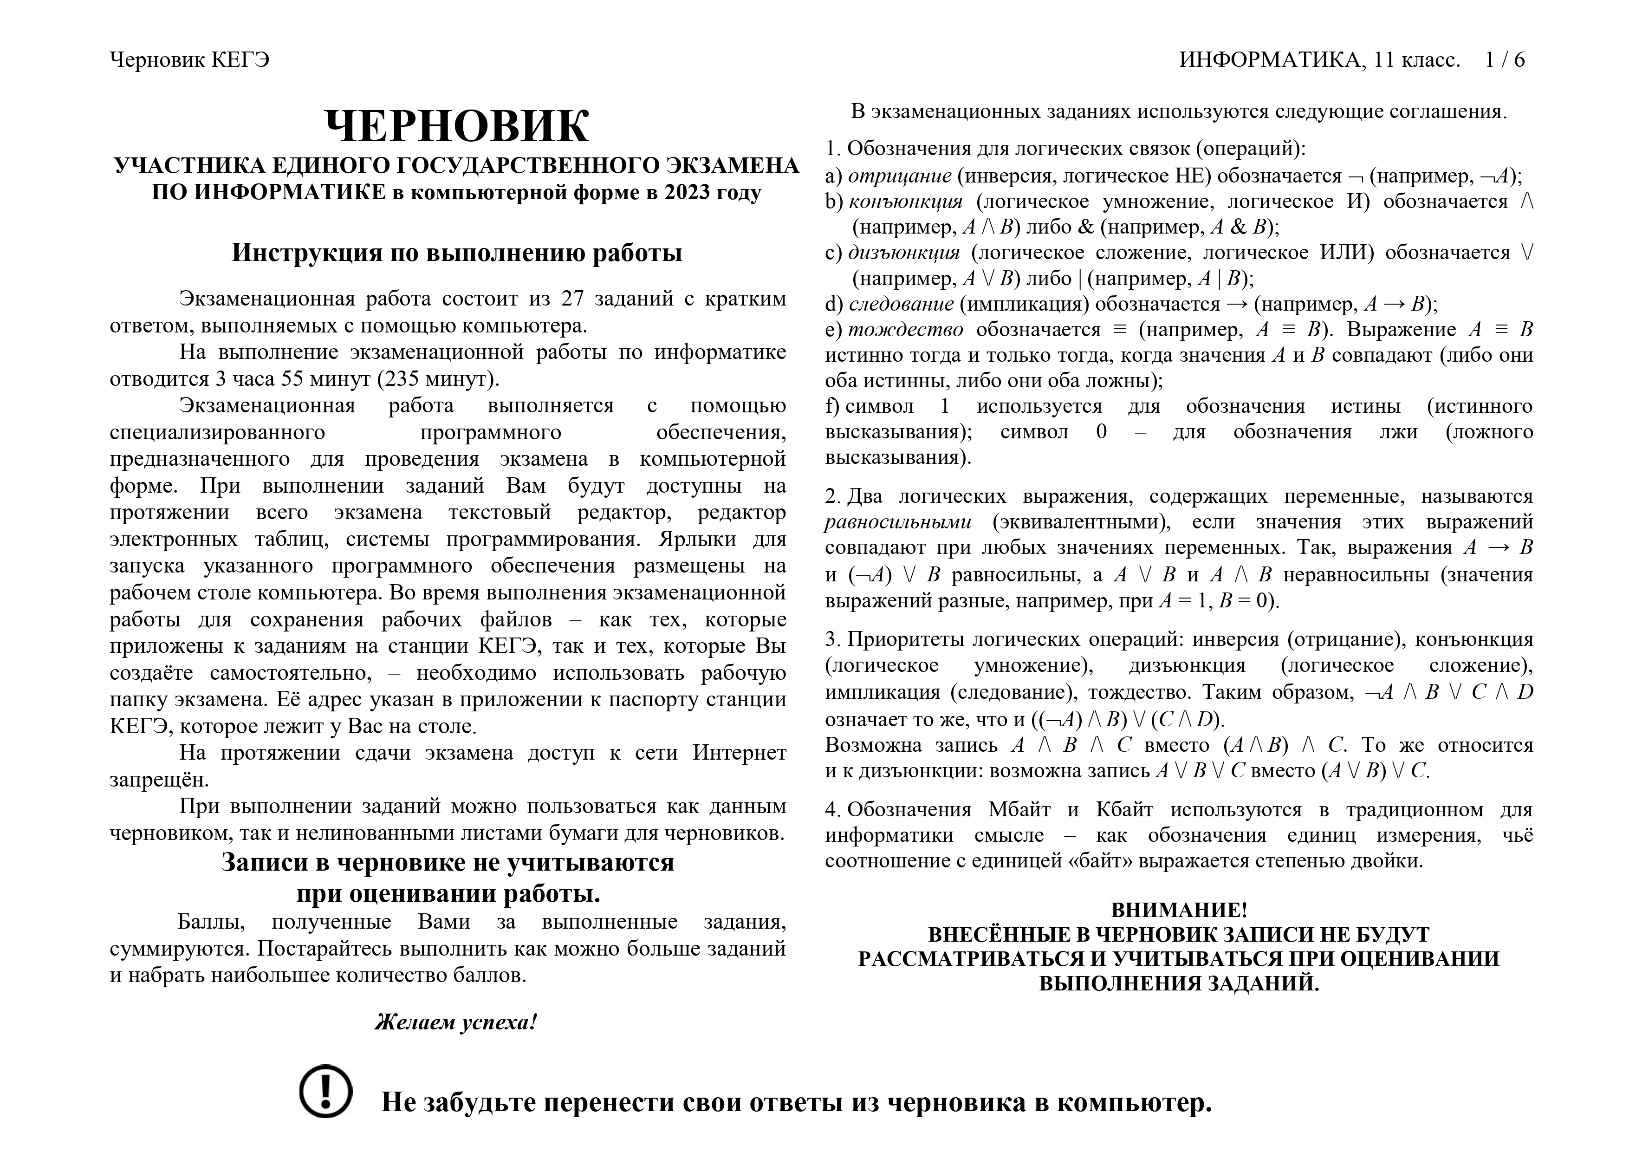 Черновик КЕГЭ
ИНФОРМАТИКА, 11 класс. 1 / 6
ЧЕРНОВИК
УЧАСТНИКА ЕДИНОГО ГОСУДАРСТВЕННОГО ЭКЗАМЕНА
ПО ИНФОРМАТИКЕ в компьютерной форме в 2023 году
Инструкция по выполнению работы
Экзаменационная работа состоит из 27 заданий с кратким
ответом, выполняемых с помощью компьютера.
На выполнение экзаменационной работы по информатике
отводится 3 часа 55 минут (235 минут).
Экзаменационная работа выполняется с помощью
специализированного программного обеспечения,
предназначенного для проведения экзамена в компьютерной
форме. При выполнении заданий Вам будут доступны на
протяжении всего экзамена текстовый редактор, редактор
электронных таблиц, системы программирования. Ярлыки для
запуска указанного программного обеспечения размещены на
рабочем столе компьютера. Во время выполнения экзаменационной
работы для сохранения рабочих файлов – как тех, которые
приложены к заданиям на станции КЕГЭ, так и тех, которые Вы
создаёте самостоятельно, – необходимо использовать рабочую
папку экзамена. Её адрес указан в приложении к паспорту станции
КЕГЭ, которое лежит у Вас на столе.
На протяжении сдачи экзамена доступ к сети Интернет
запрещён.
При выполнении заданий можно пользоваться как данным
черновиком, так и нелинованными листами бумаги для черновиков.
Записи в черновике не учитываются
при оценивании работы.
Баллы, полученные Вами за выполненные задания,
суммируются. Постарайтесь выполнить как можно больше заданий
и набрать наибольшее количество баллов.
Желаем успеха!
В экзаменационных заданиях используются следующие соглашения.
1. Обозначения для логических связок (операций):
a) отрицание (инверсия, логическое НЕ) обозначается ¬ (например, ¬A);
b) конъюнкция (логическое умножение, логическое И) обозначается /\
(например, A /\ B) либо & (например, A & B);
c) дизъюнкция (логическое сложение, логическое ИЛИ) обозначается \/
(например, A \/ B) либо | (например, A | B);
d) следование (импликация) обозначается → (например, A → B);
e) тождество обозначается ≡ (например, A ≡ B). Выражение A ≡ B
истинно тогда и только тогда, когда значения A и B совпадают (либо они
оба истинны, либо они оба ложны);
f) символ 1 используется для обозначения истины (истинного
высказывания); символ 0 – для обозначения лжи (ложного
высказывания).
2. Два логических выражения, содержащих переменные, называются
равносильными (эквивалентными), если значения этих выражений
совпадают при любых значениях переменных. Так, выражения A → B
и (¬A) \/ B равносильны, а A \/ B и A /\ B неравносильны (значения
выражений разные, например, при A = 1, B = 0).
3. Приоритеты логических операций: инверсия (отрицание), конъюнкция
(логическое умножение), дизъюнкция (логическое сложение),
импликация (следование), тождество. Таким образом, ¬A /\ B \/ C /\ D
означает то же, что и ((¬A) /\ B) \/ (C /\ D).
Возможна запись A /\ B /\ C вместо (A /\ B) /\ C. То же относится
и к дизъюнкции: возможна запись A \/ B \/ C вместо (A \/ B) \/ C.
4. Обозначения Мбайт и Кбайт используются в традиционном для
информатики смысле – как обозначения единиц измерения, чьё
соотношение с единицей «байт» выражается степенью двойки.
ВНИМАНИЕ!
ВНЕСЁННЫЕ В ЧЕРНОВИК ЗАПИСИ НЕ БУДУТ
РАССМАТРИВАТЬСЯ И УЧИТЫВАТЬСЯ ПРИ ОЦЕНИВАНИИ
ВЫПОЛНЕНИЯ ЗАДАНИЙ.
! Не забудьте перенести свои ответы из черновика в компьютер.